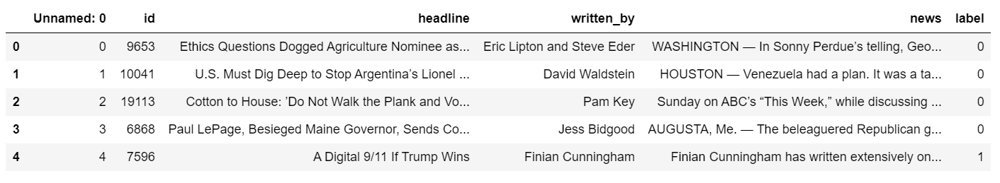 Unnamed: 0 id headline written_by news label
0 0 9653 Ethics Questions Dogged Agriculture Nominee as... Eric Lipton and Steve Eder WASHINGTON — In Sonny Perdue’s telling, Geo... 0
1 1 10041 U.S. Must Dig Deep to Stop Argentina’s Lionel ... David Waldstein HOUSTON — Venezuela had a plan. It was a ta... 0
2 2 19113 Cotton to House: ’Do Not Walk the Plank and Vo... Pam Key Sunday on ABC’s “This Week,” while discussing ... 0
3 3 6868 Paul LePage, Besieged Maine Governor, Sends Co... Jess Bidgood AUGUSTA, Me. — The beleaguered Republican g... 0
4 4 7596 A Digital 9/11 If Trump Wins Finian Cunningham Finian Cunningham has written extensively on... 1